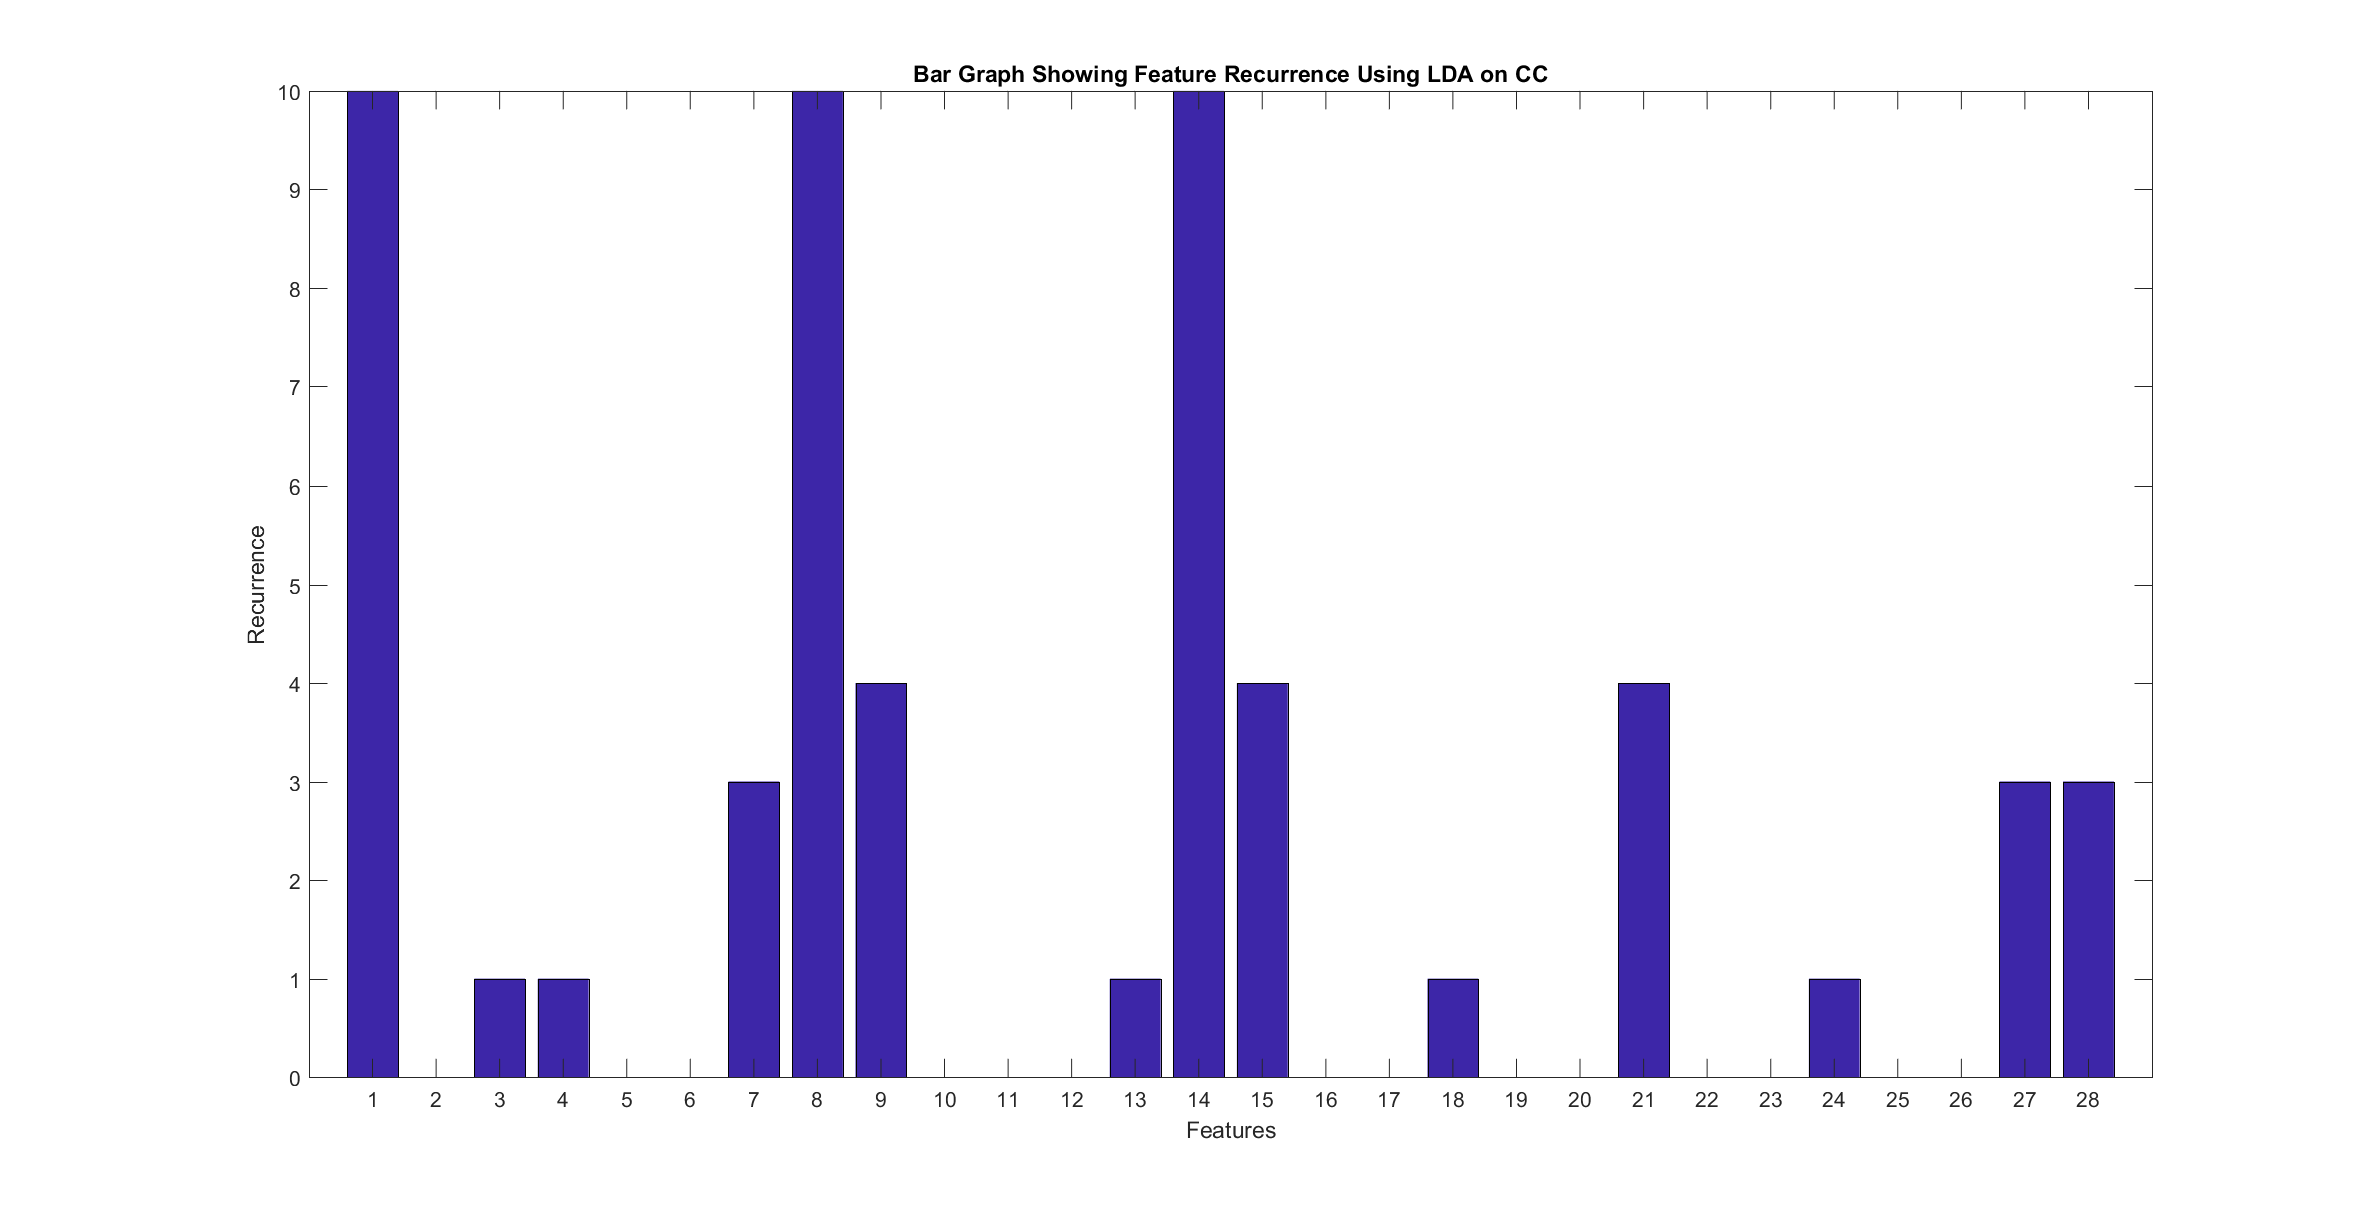 Bar Graph Showing Feature Recurrence Using LDA on CC
10
9
8
7
6
5
4
3
2
1
0
Recurrence
1 2 3 4 5 6 7 8 9 10 11 12 13 14 15 16 17 18 19 20 21 22 23 24 25 26 27 28
Features